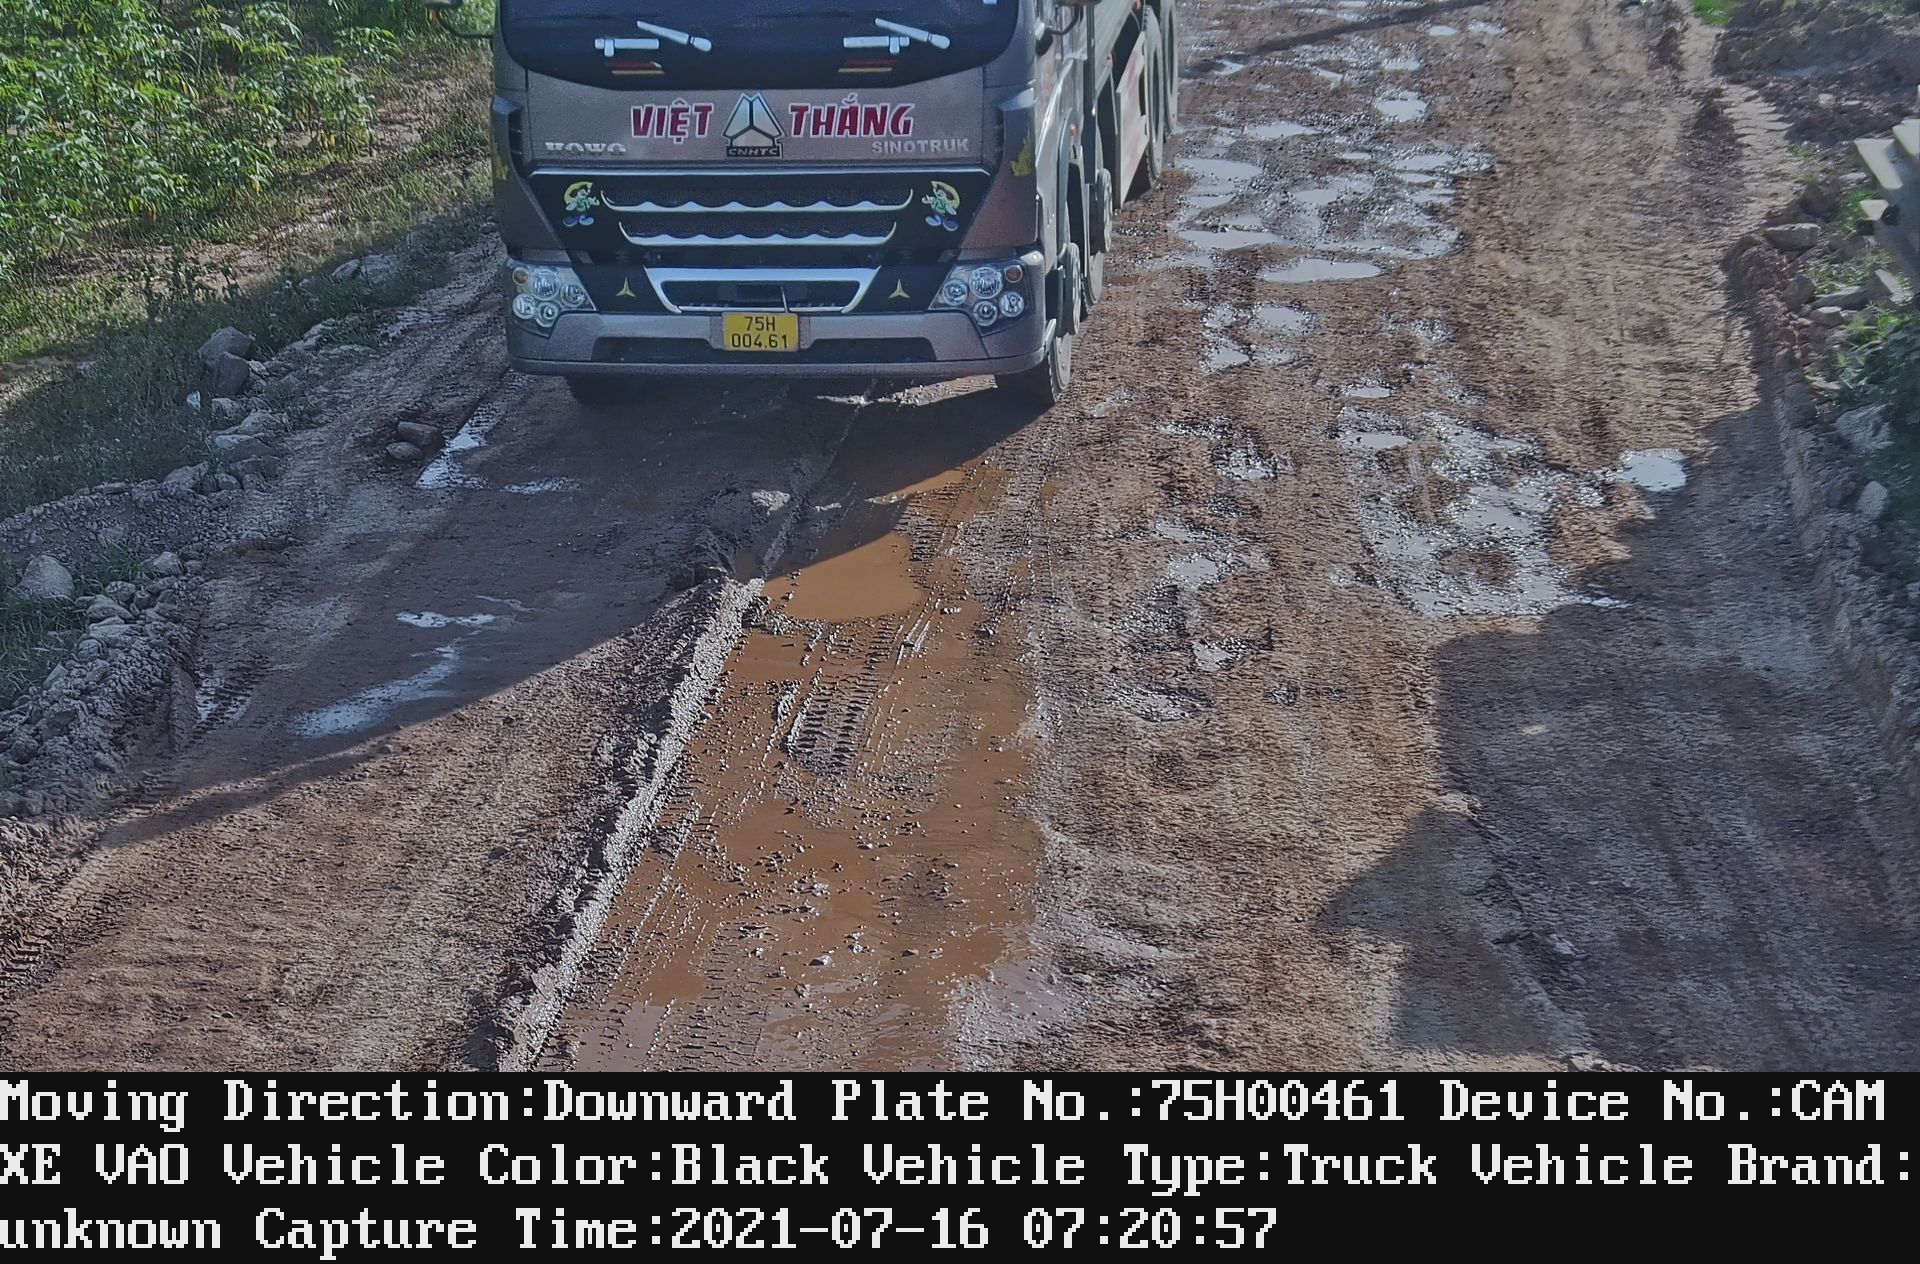 VIỆT THẮNG
HOWO CNHTC SINOTRUK
75H
004.61
Moving Direction:Downward Plate No.:75H00461 Device No.:CAM
XE VAO Vehicle Color:Black Vehicle Type:Truck Vehicle Brand:
unknown Capture Time:2021-07-16 07:20:57